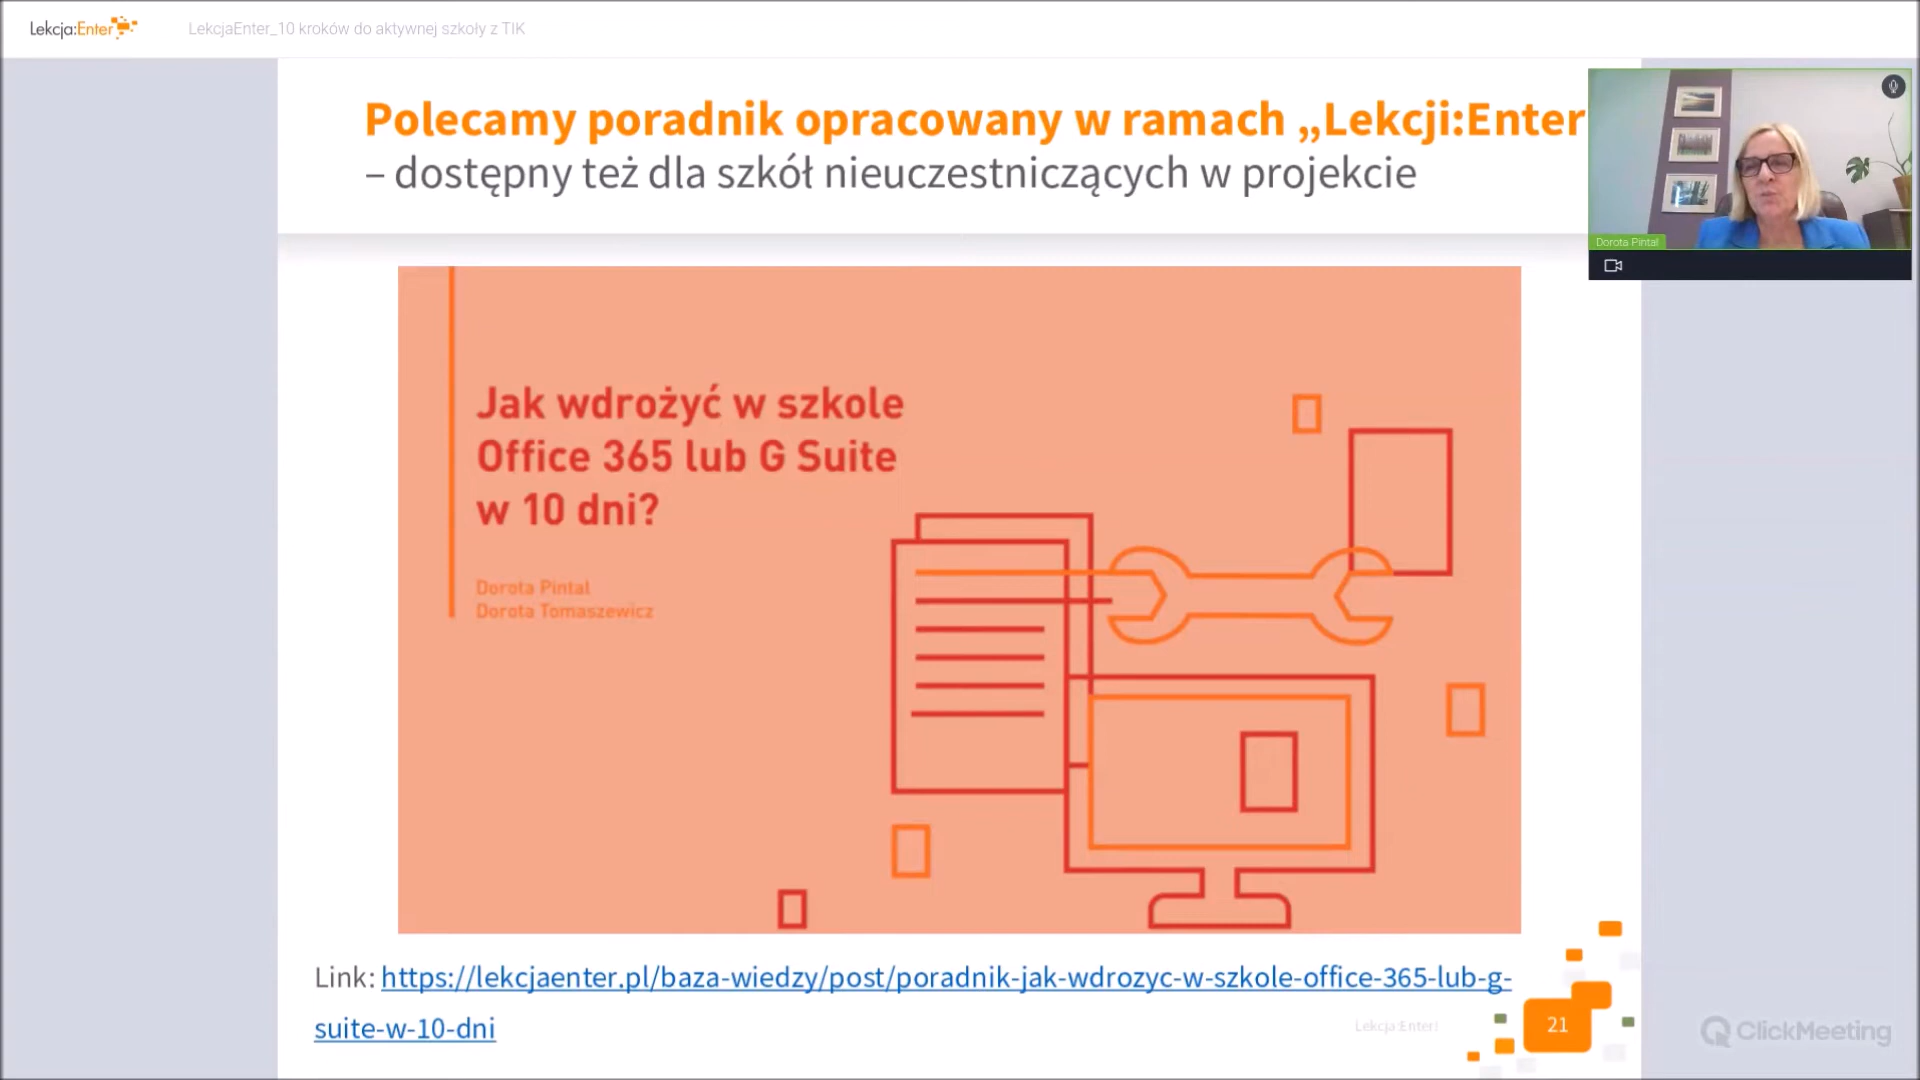 Lekcja:Enter
LekcjaEnter_10 kroków do aktywnej szkoły z TIK
Polecamy poradnik opracowany w ramach „Lekcji:Enter
– dostępny też dla szkół nieuczestniczących w projekcie
Dorota Pintal
Jak wdrożyć w szkole
Office 365 lub G Suite
w 10 dni?
Dorota Pintal
Dorota Tomaszewicz
Link: https://lekcjaenter.pl/baza-wiedzy/post/poradnik-jak-wdrozyc-w-szkole-office-365-lub-g-
suite-w-10-dni
Lekcja:Enter!
21
ClickMeeting